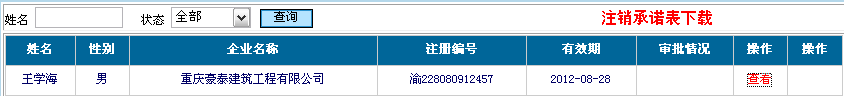 姓名 状态 全部 查询 注销承诺表下载
姓名 性别 企业名称 注册编号 有效期 审批情况 操作 操作
王学海 男 重庆豪泰建筑工程有限公司 渝228080912457 2012-08-28 查看